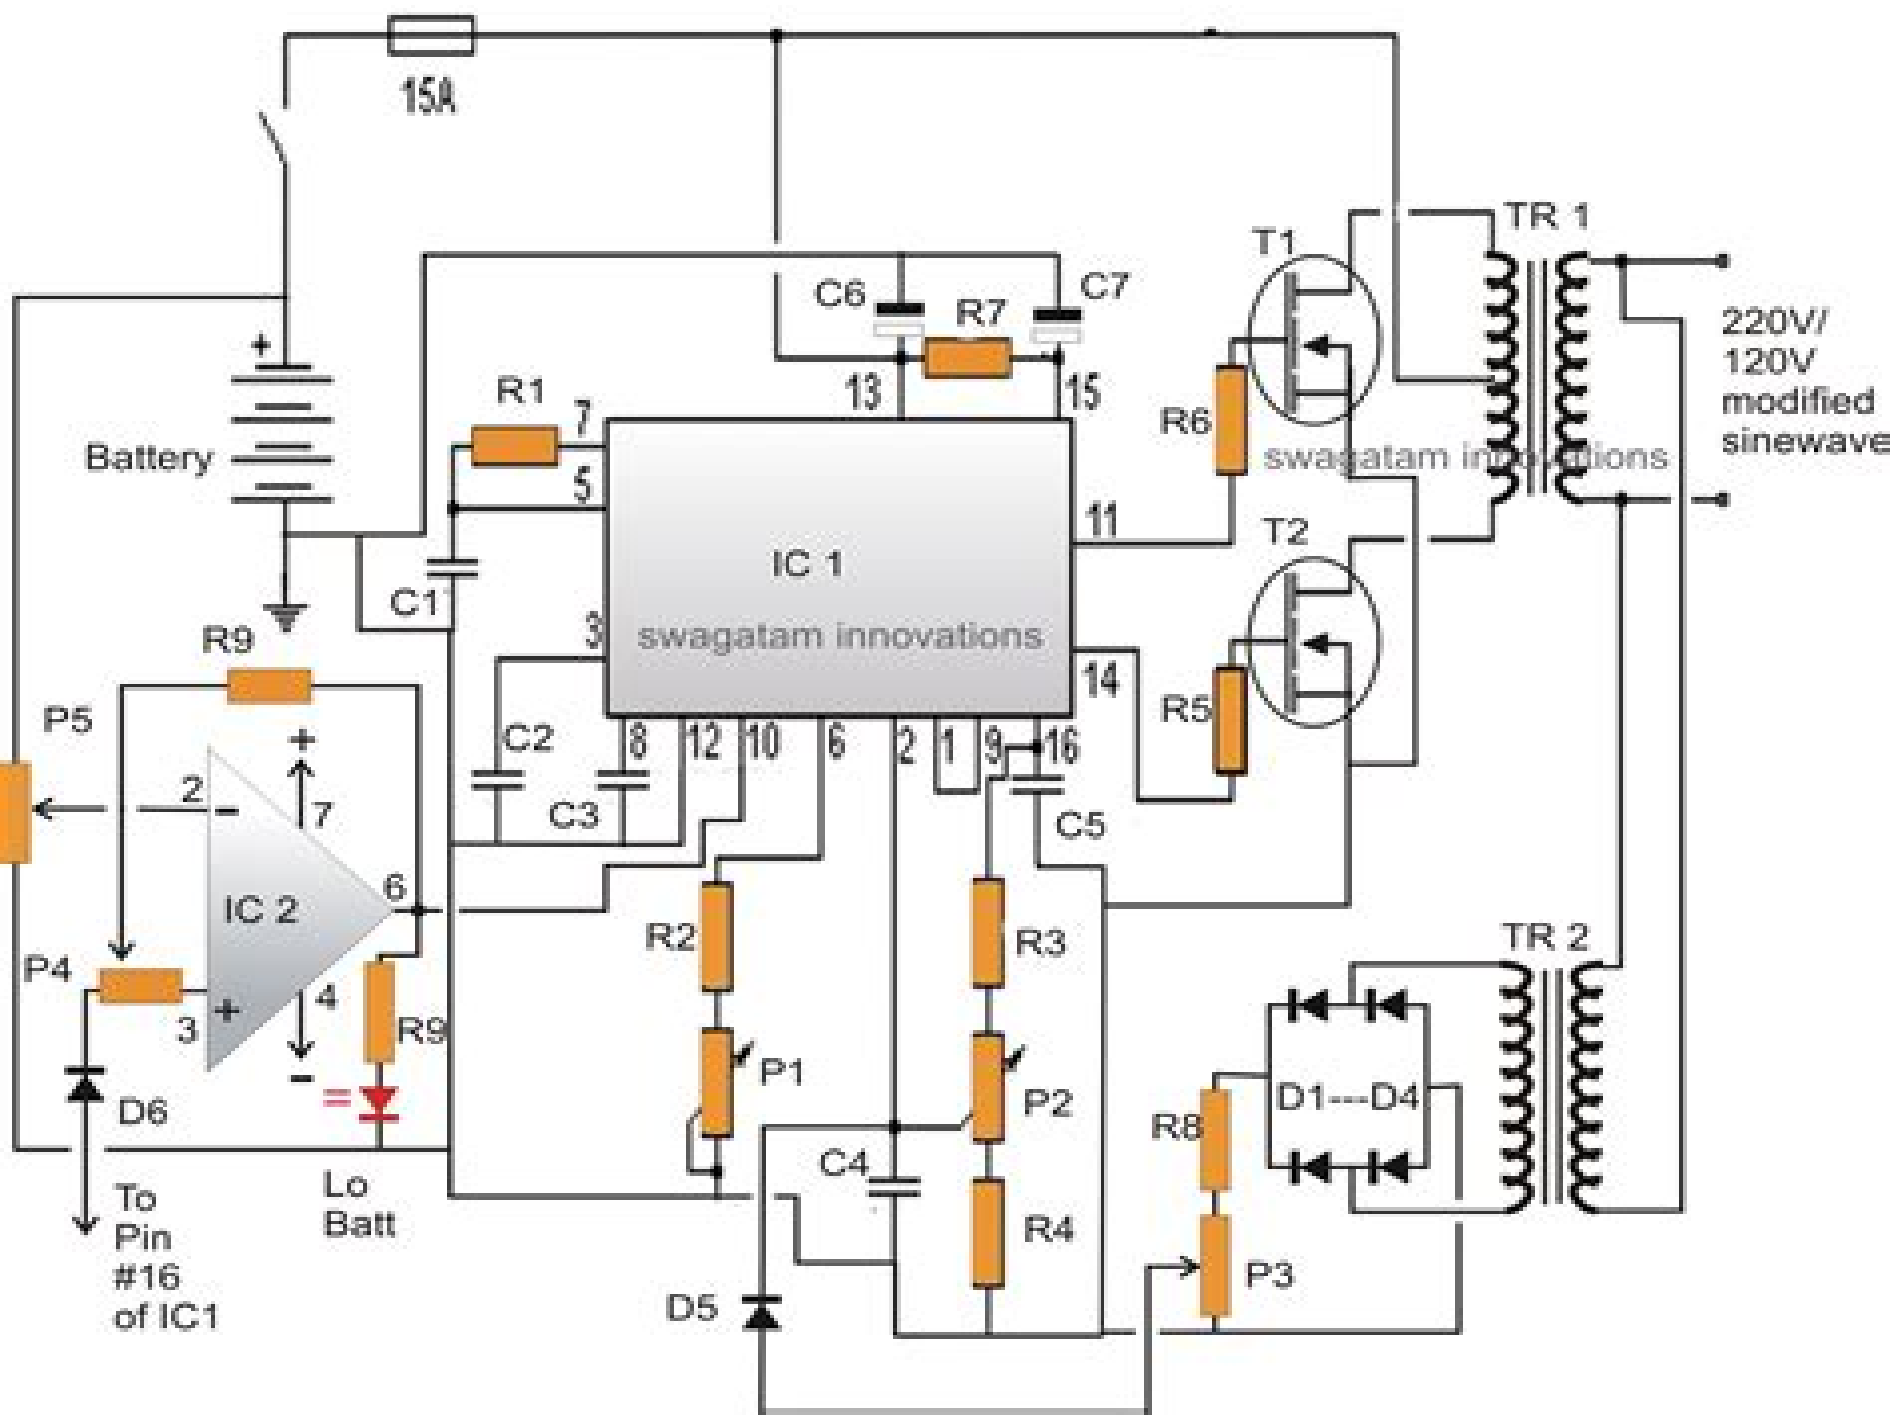 15A
TR 1
T1
C6
C7
R7
220V/
120V
modified
sinewave
+
R1
7
13
15
R6
Battery
swagatam innovations
5
11
T2
IC 1
C1
3
swagatam innovations
R9
14
R5
P5
C2
8
12
10
6
2
1
9
16
+
2
-
7
C3
C5
6
IC 2
R2
R3
TR 2
P4
4
3
+
R9
-
=
P1
P2
D1---D4
R8
D6
C4
To
Pin
#16
of IC1
Lo
Batt
R4
P3
D5